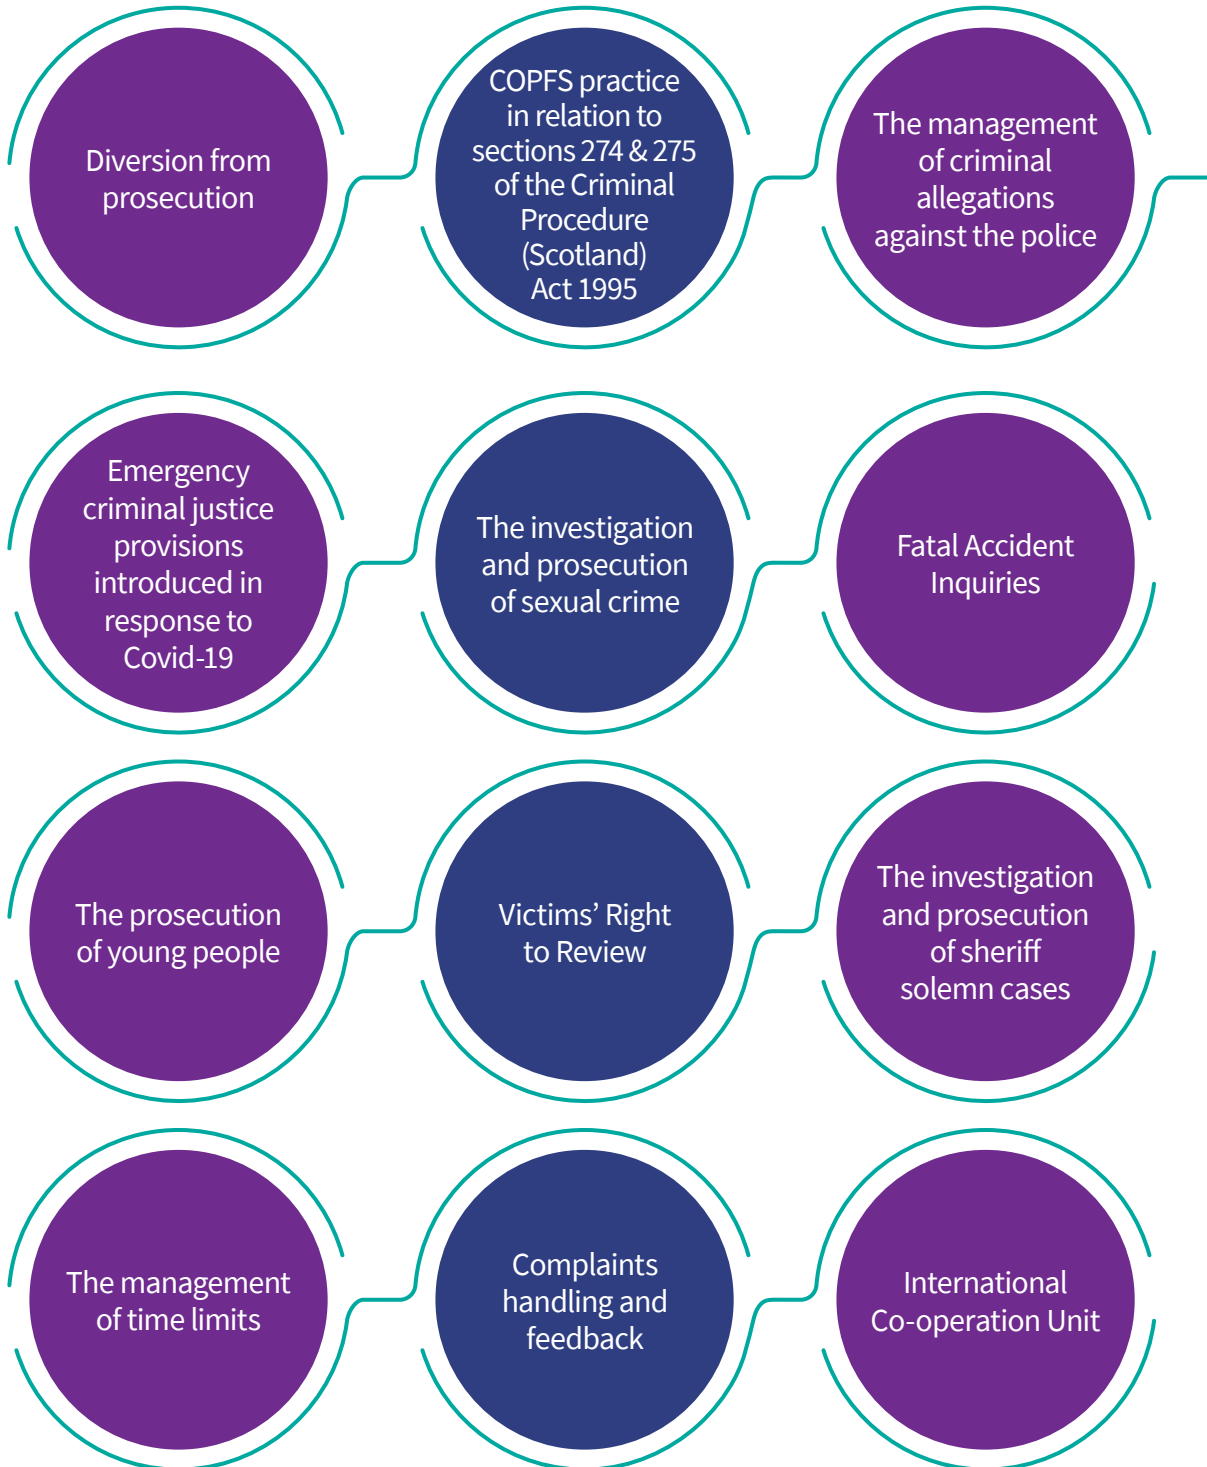 Diversion from
prosecution
COPFS practice
in relation to
sections 274 & 275
of the Criminal
Procedure
(Scotland)
Act 1995
The management
of criminal
allegations
against the police
Emergency
criminal justice
provisions
introduced in
response to
Covid-19
The investigation
and prosecution
of sexual crime
Fatal Accident
Inquiries
The prosecution
of young people
Victims’ Right
to Review
The investigation
and prosecution
of sheriff
solemn cases
The management
of time limits
Complaints
handling and
feedback
International
Co-operation Unit